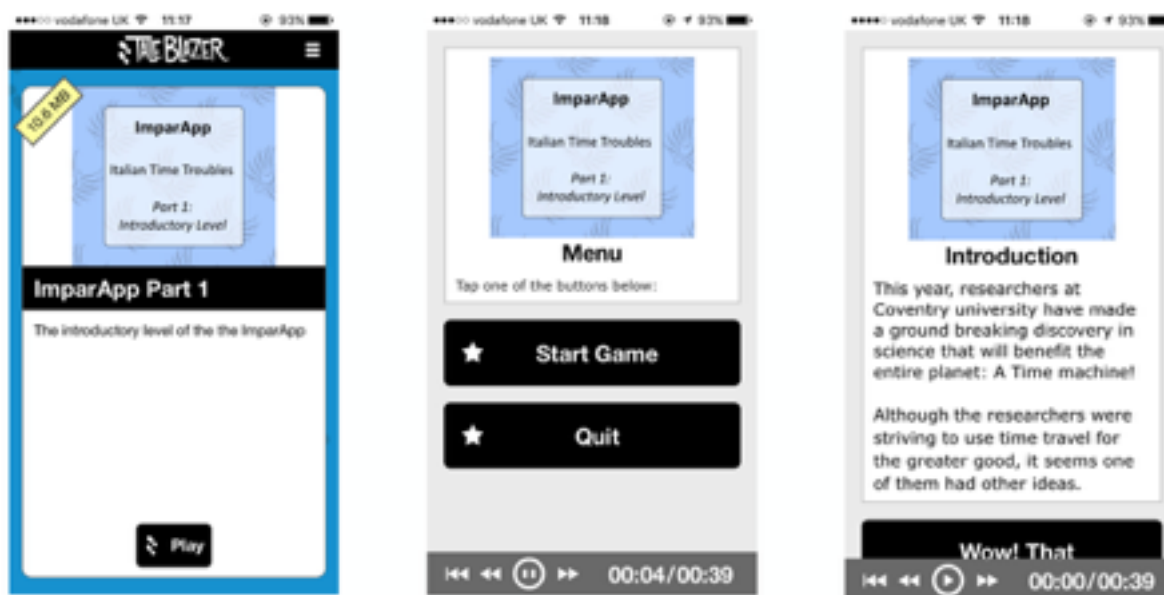 vodafone UK 11:17 93%
TALE BLAZER
10.6 MB
ImparApp
Italian Time Troubles
Part 1:
Introductory Level
ImparApp Part 1
The introductory level of the the ImparApp
Play
vodafone UK 11:18 93%
ImparApp
Italian Time Troubles
Part 1:
Introductory Level
Menu
Tap one of the buttons below:
Start Game
Quit
00:04/00:39
vodafone UK 11:18 93%
ImparApp
Italian Time Troubles
Part 1:
Introductory Level
Introduction
This year, researchers at
Coventry university have made
a ground breaking discovery in
science that will benefit the
entire planet: A Time machine!
Although the researchers were
striving to use time travel for
the greater good, it seems one
of them had other ideas.
Wow! That
00:00/00:39